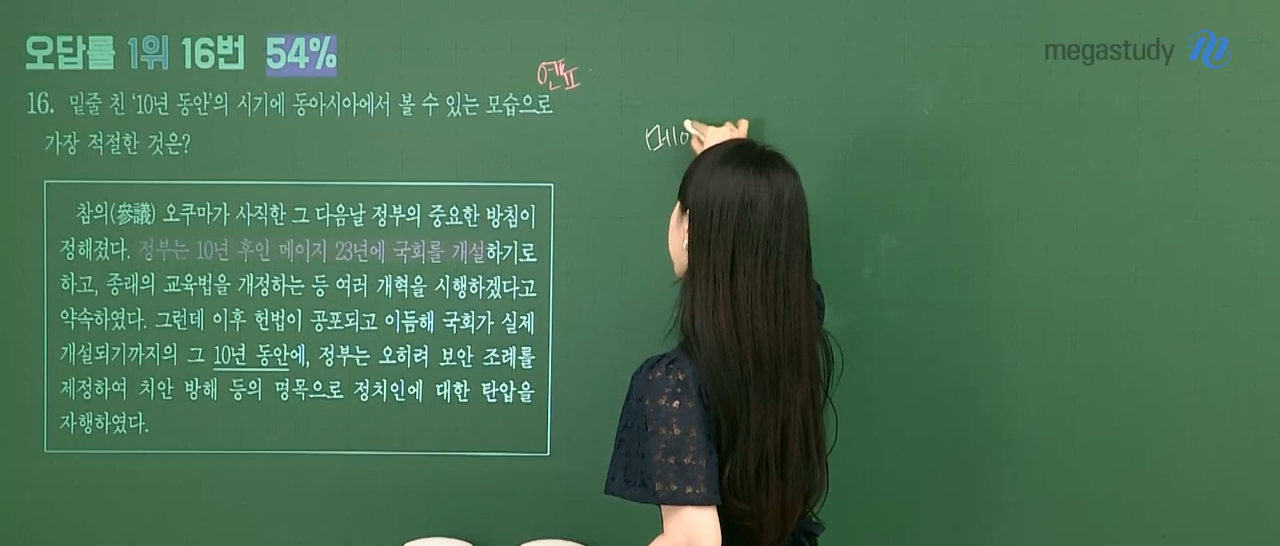 오답률 1위 16번 54%
megastudy
연표
16. 밑줄 친 '10년 동안'의 시기에 동아시아에서 볼 수 있는 모습으로
가장 적절한 것은?
메이
참의(參議) 오쿠마가 사직한 그 다음날 정부의 중요한 방침이
정해졌다. 정부는 10년 후인 메이지 23년에 국회를 개설하기로
하고, 종래의 교육법을 개정하는 등 여러 개혁을 시행하겠다고
약속하였다. 그런데 이후 헌법이 공포되고 이듬해 국회가 실제
개설되기까지의 그 10년 동안에, 정부는 오히려 보안 조례를
제정하여 치안 방해 등의 명목으로 정치인에 대한 탄압을
자행하였다.